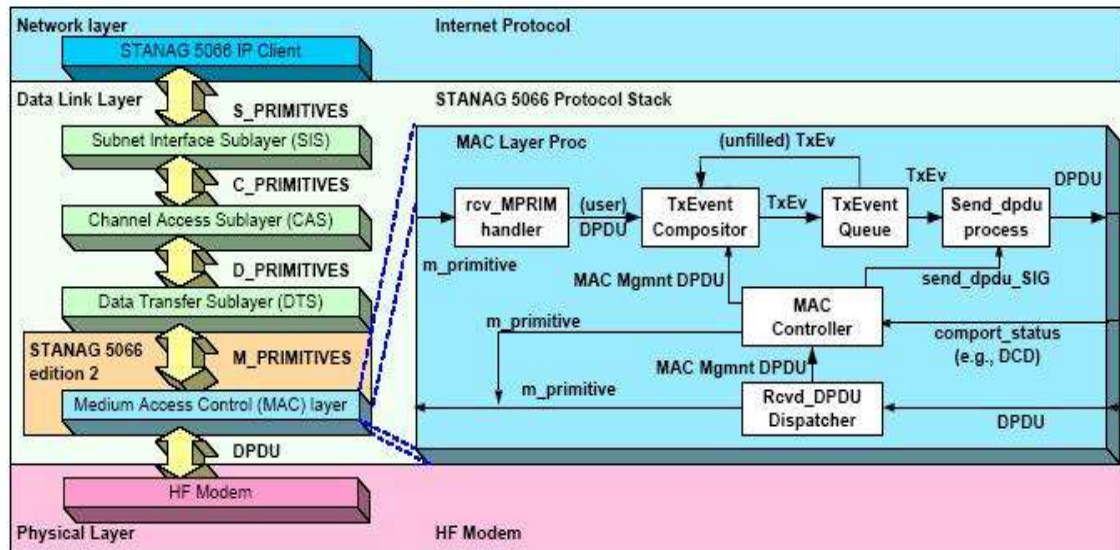 Network layer
Internet Protocol
STANAG 5066 IP Client
Data Link Layer
S_PRIMITIVES
STANAG 5066 Protocol Stack
Subnet Interface Sublayer (SIS)
C_PRIMITIVES
Channel Access Sublayer (CAS)
D_PRIMITIVES
Data Transfer Sublayer (DTS)
STANAG 5066
edition 2
M_PRIMITIVES
Medium Access Control (MAC) layer
DPDU
HF Modem
Physical Layer
HF Modem
MAC Layer Proc
(unfilled) TxEv
rcv_MPRIM
handler
(user)
DPDU
TxEvent
Compositor
TxEv
TxEvent
Queue
TxEv
Send_dpdu
process
DPDU
m_primitive
MAC Mgmnt DPDU
send_dpdu_SIG
MAC
Controller
m_primitive
comport_status
(e.g., DCD)
MAC Mgmnt DPDU
m_primitive
Rcvd_DPDU
Dispatcher
DPDU